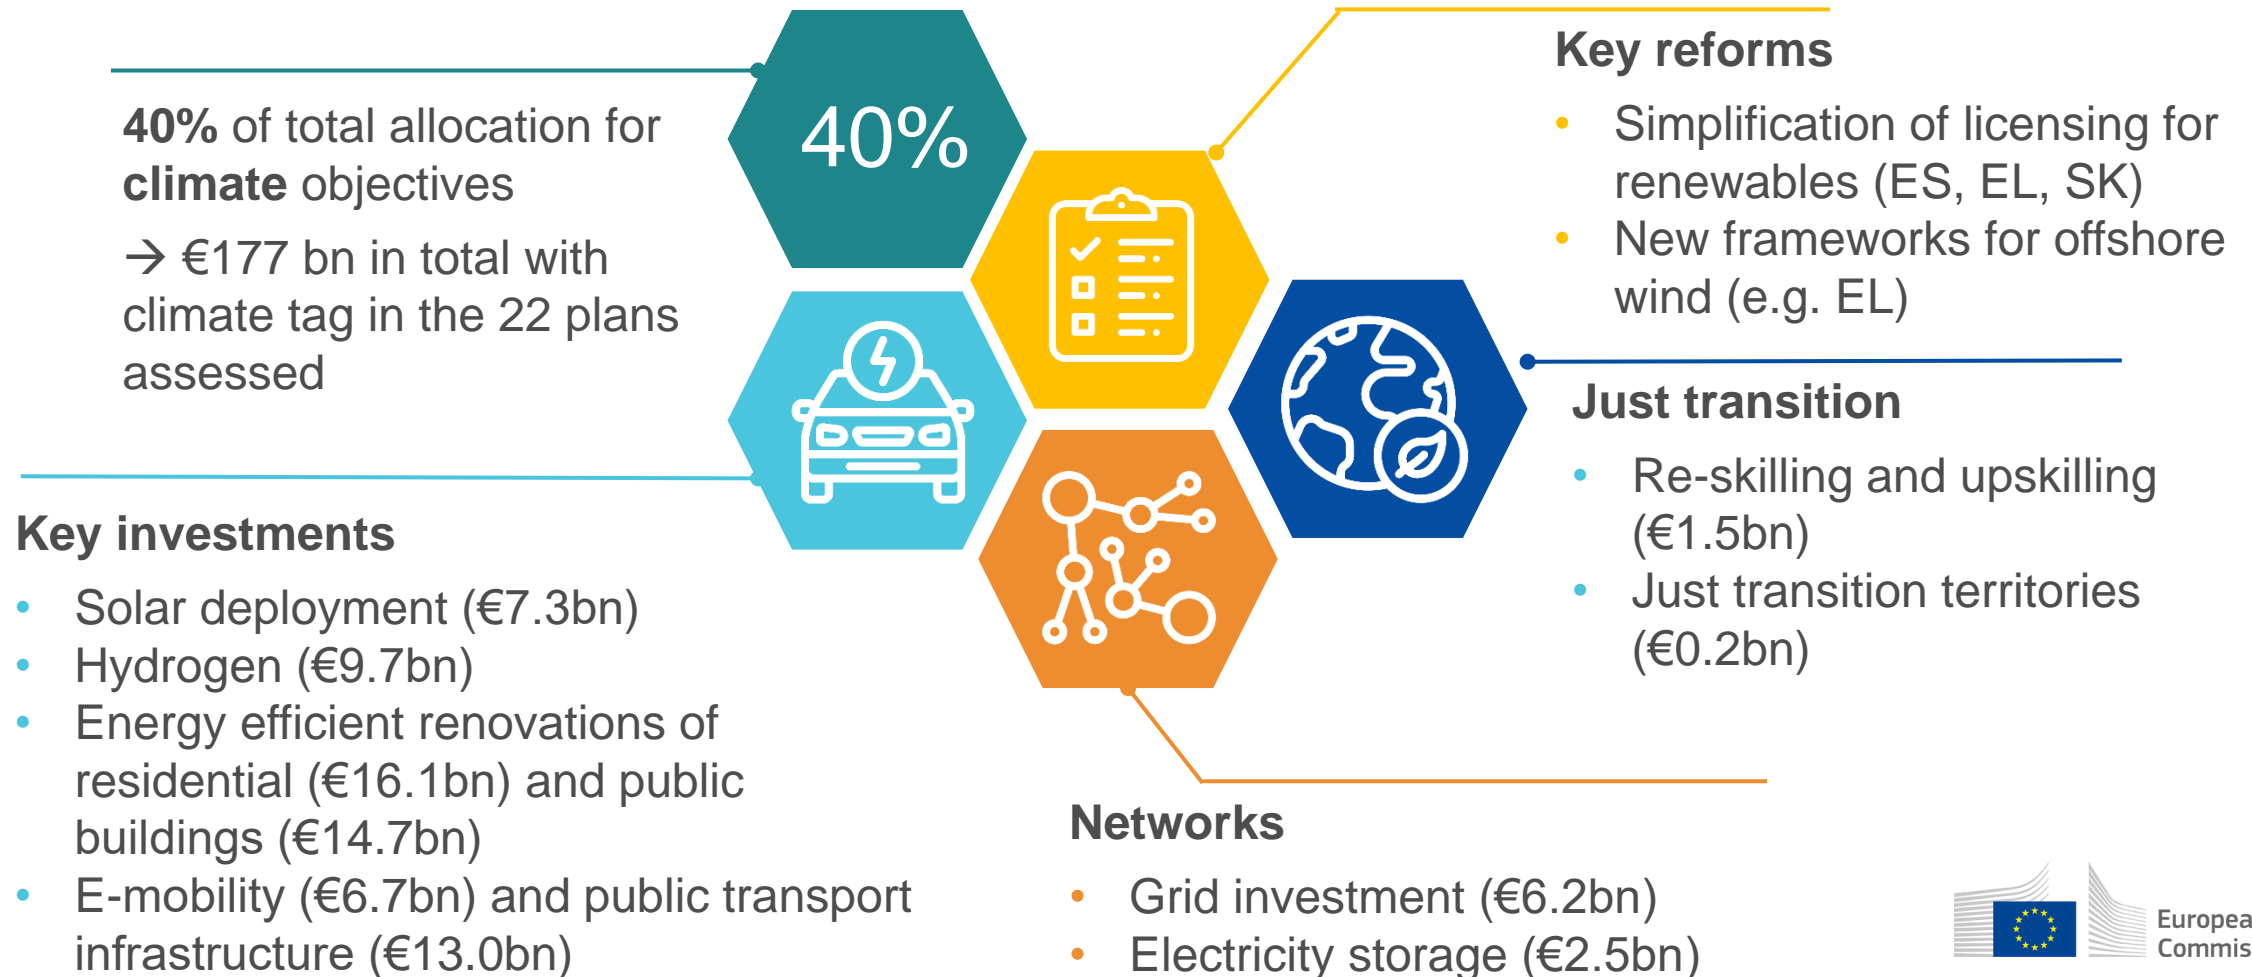 40% of total allocation for
climate objectives
→ €177 bn in total with
climate tag in the 22 plans
assessed
40%
Key reforms
• Simplification of licensing for
renewables (ES, EL, SK)
• New frameworks for offshore
wind (e.g. EL)
Just transition
• Re-skilling and upskilling
(€1.5bn)
• Just transition territories
(€0.2bn)
Key investments
• Solar deployment (€7.3bn)
• Hydrogen (€9.7bn)
• Energy efficient renovations of
residential (€16.1bn) and public
buildings (€14.7bn)
• E-mobility (€6.7bn) and public transport
infrastructure (€13.0bn)
Networks
• Grid investment (€6.2bn)
• Electricity storage (€2.5bn)
Europea
Commis